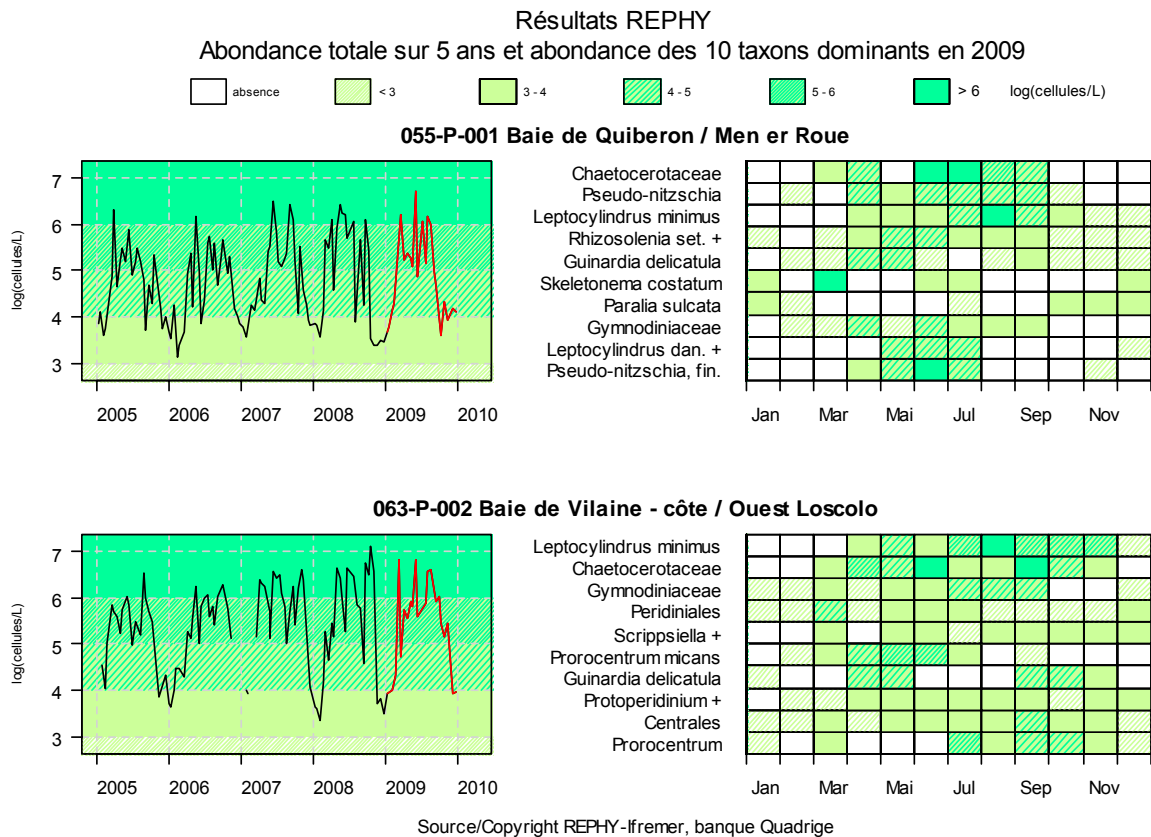 Résultats REPHY
Abondance totale sur 5 ans et abondance des 10 taxons dominants en 2009
absence < 3 3 - 4 4 - 5 5 - 6 > 6 log(cellules/L)
055-P-001 Baie de Quiberon / Men er Roue
log(cellules/L)
7
6
5
4
3
2005 2006 2007 2008 2009 2010
Chaetocerotaceae
Pseudo-nitzschia
Leptocylindrus minimus
Rhizosolenia set. +
Guinardia delicatula
Skeletonema costatum
Paralia sulcata
Gymnodiniaceae
Leptocylindrus dan. +
Pseudo-nitzschia, fin.
Jan Mar Mai Jul Sep Nov
063-P-002 Baie de Vilaine - côte / Ouest Loscolo
log(cellules/L)
7
6
5
4
3
2005 2006 2007 2008 2009 2010
Leptocylindrus minimus
Chaetocerotaceae
Gymnodiniaceae
Peridiniales
Scrippsiella +
Prorocentrum micans
Guinardia delicatula
Protoperidinium +
Centrales
Prorocentrum
Jan Mar Mai Jul Sep Nov
Source/Copyright REPHY-Ifremer, banque Quadrige